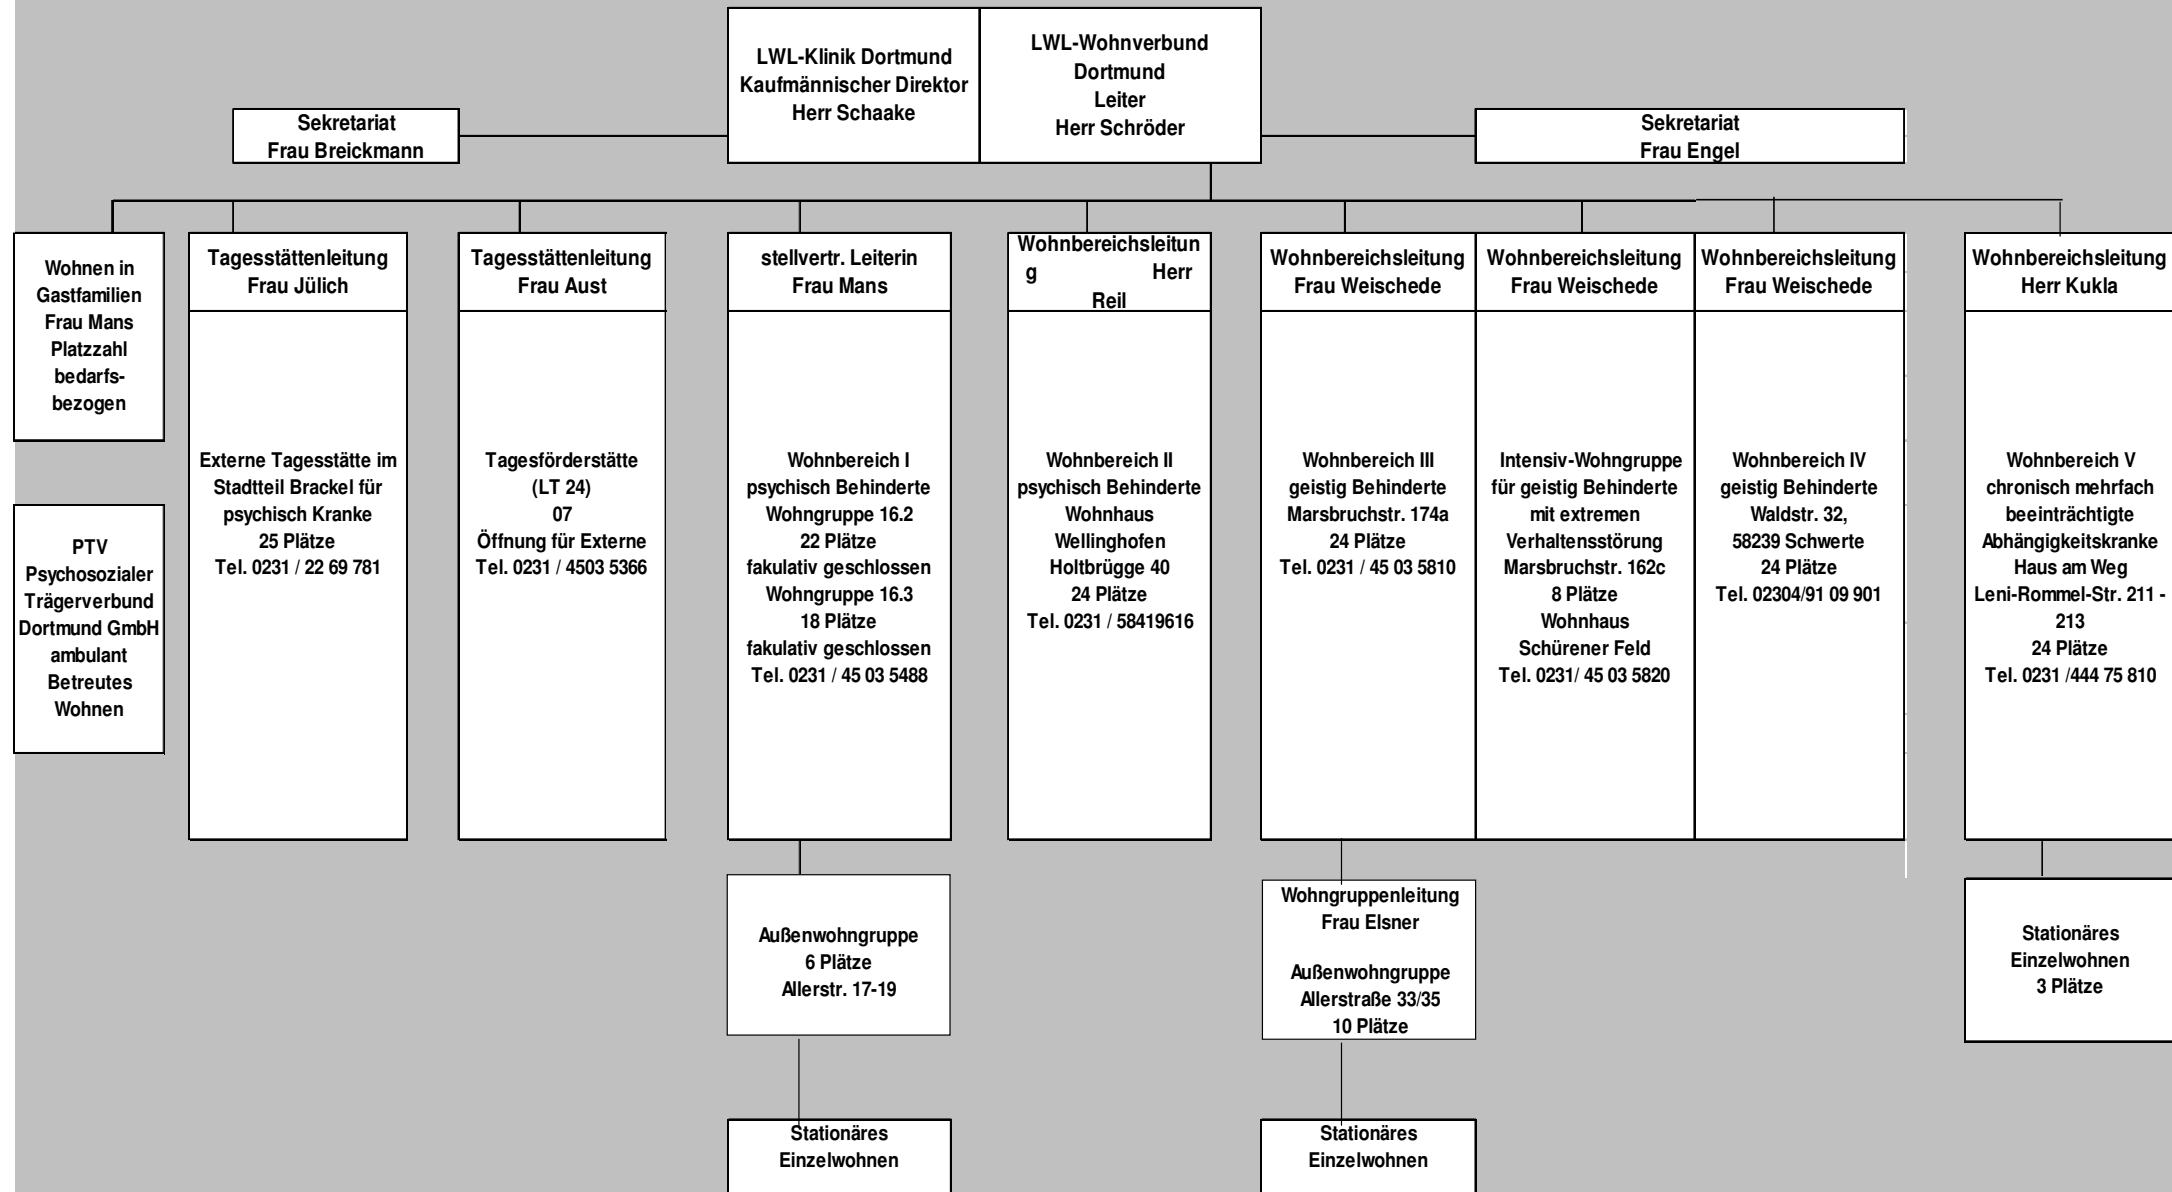 LWL-Klinik Dortmund
Kaufmännischer Direktor
Herr Schaake
LWL-Wohnverbund
Dortmund
Leiter
Herr Schröder
Sekretariat
Frau Breickmann
Sekretariat
Frau Engel
Wohnen in
Gastfamilien
Frau Mans
Platzzahl
bedarfs-
bezogen
PTV
Psychosozialer
Trägerverbund
Dortmund GmbH
ambulant
Betreutes
Wohnen
Tagesstättenleitung
Frau Jülich
Externe Tagesstätte im
Stadtteil Brackel für
psychisch Kranke
25 Plätze
Tel. 0231 / 22 69 781
Tagesstättenleitung
Frau Aust
Tagesförderstätte
(LT 24)
07
Öffnung für Externe
Tel. 0231 / 4503 5366
stellvertr. Leiterin
Frau Mans
Wohnbereich I
psychisch Behinderte
Wohngruppe 16.2
22 Plätze
fakulativ geschlossen
Wohngruppe 16.3
18 Plätze
fakulativ geschlossen
Tel. 0231 / 45 03 5488
Außenwohngruppe
6 Plätze
Allerstr. 17-19
Stationäres
Einzelwohnen
Wohnbereichsleitun
g Herr
Reil
Wohnbereich II
psychisch Behinderte
Wohnhaus
Wellinghofen
Holtbrügge 40
24 Plätze
Tel. 0231 / 58419616
Wohnbereichsleitung
Frau Weischede
Wohnbereich III
geistig Behinderte
Marsbruchstr. 174a
24 Plätze
Tel. 0231 / 45 03 5810
Wohngruppenleitung
Frau Elsner
Außenwohngruppe
Allerstraße 33/35
10 Plätze
Stationäres
Einzelwohnen
Wohnbereichsleitung
Frau Weischede
Intensiv-Wohngruppe
für geistig Behinderte
mit extremen
Verhaltensstörung
Marsbruchstr. 162c
8 Plätze
Wohnhaus
Schürener Feld
Tel. 0231/ 45 03 5820
Wohnbereichsleitung
Frau Weischede
Wohnbereich IV
geistig Behinderte
Waldstr. 32,
58239 Schwerte
24 Plätze
Tel. 02304/91 09 901
Wohnbereichsleitung
Herr Kukla
Wohnbereich V
chronisch mehrfach
beeinträchtigte
Abhängigkeitskranke
Haus am Weg
Leni-Rommel-Str. 211 -
213
24 Plätze
Tel. 0231 /444 75 810
Stationäres
Einzelwohnen
3 Plätze